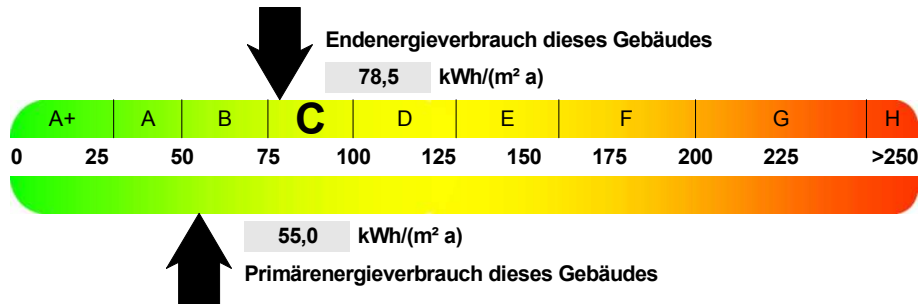 Endenergieverbrauch dieses Gebäudes
78,5 kWh/(m² a)
A+ A B C D E F G H
0 25 50 75 100 125 150 175 200 225 >250
55,0 kWh/(m² a)
Primärenergieverbrauch dieses Gebäudes